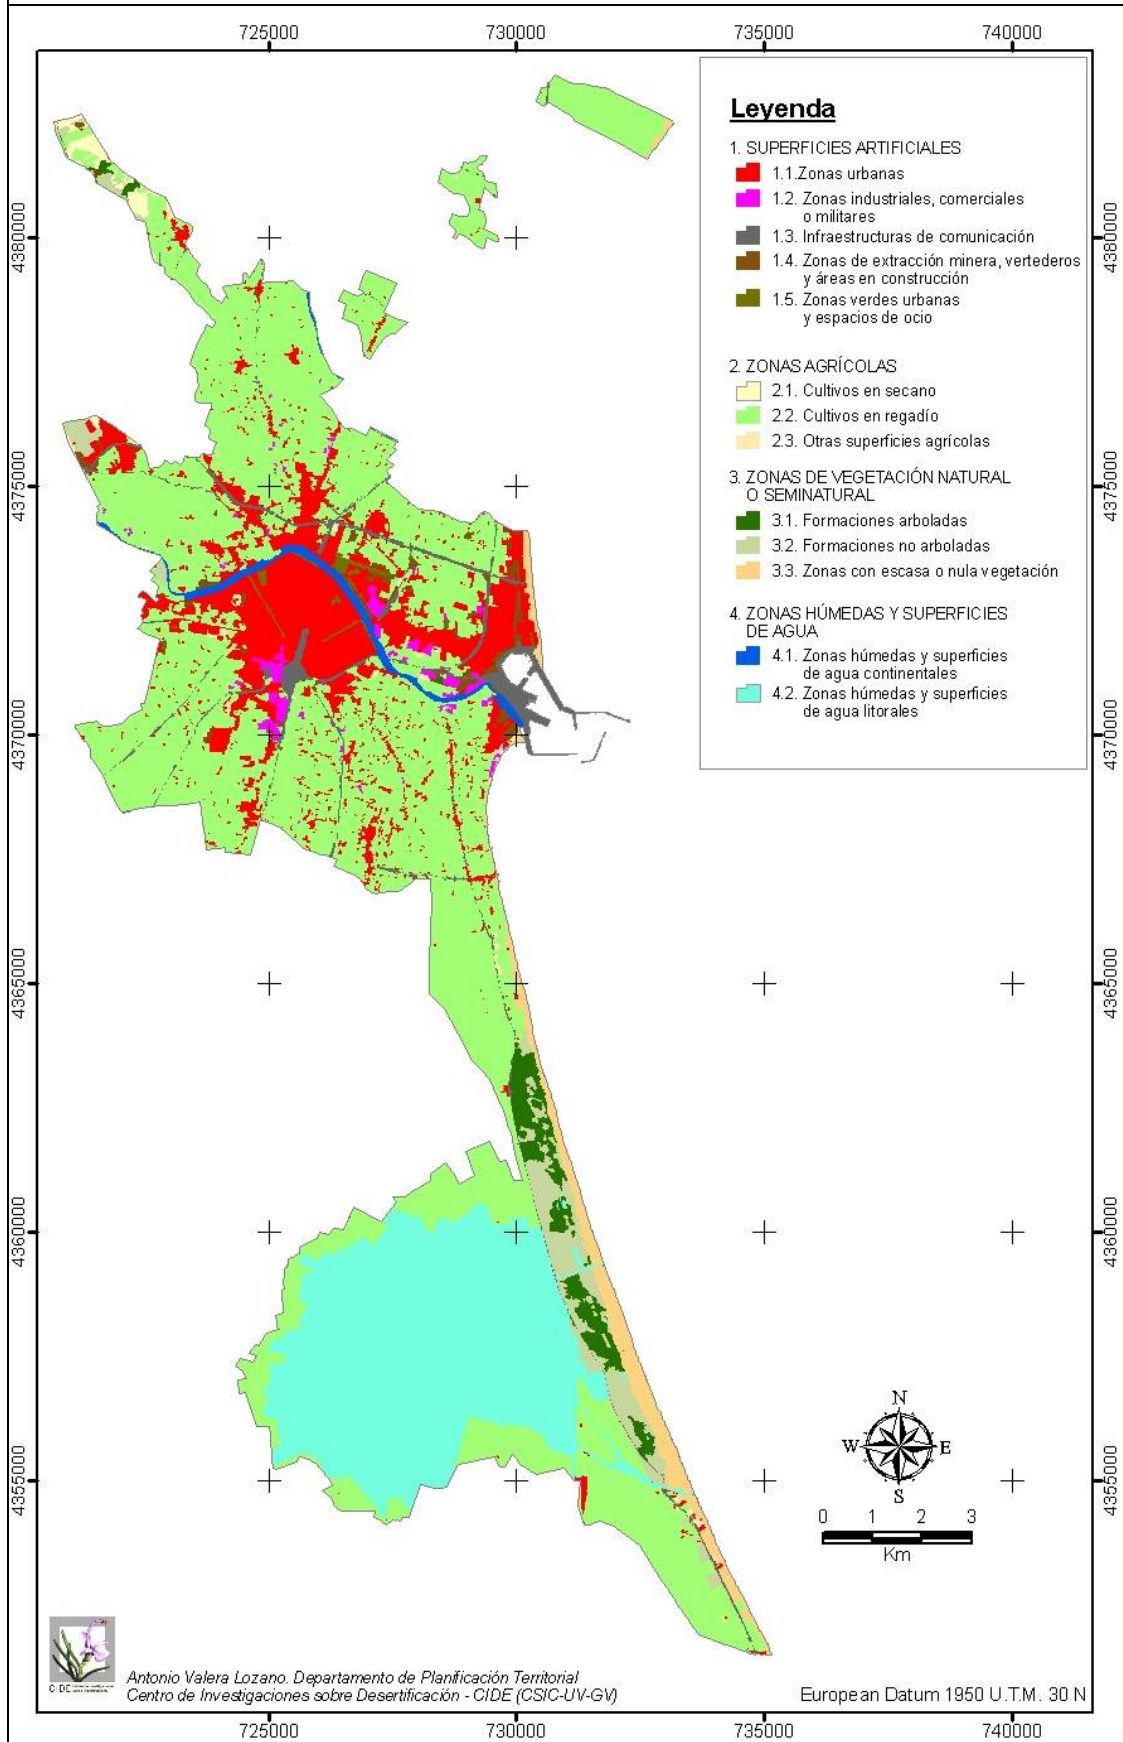 725000 730000 735000 740000
Leyenda
1. SUPERFICIES ARTIFICIALES
1.1.Zonas urbanas
1.2. Zonas industriales, comerciales
o militares
1.3. Infraestructuras de comunicación
1.4. Zonas de extracción minera, vertederos
y áreas en construcción
1.5. Zonas verdes urbanas
y espacios de ocio
2. ZONAS AGRÍCOLAS
2.1. Cultivos en secano
2.2. Cultivos en regadío
2.3. Otras superficies agrícolas
3. ZONAS DE VEGETACIÓN NATURAL
O SEMINATURAL
3.1. Formaciones arboladas
3.2. Formaciones no arboladas
3.3. Zonas con escasa o nula vegetación
4. ZONAS HÚMEDAS Y SUPERFICIES
DE AGUA
4.1. Zonas húmedas y superficies
de agua continentales
4.2. Zonas húmedas y superficies
de agua litorales
4380000 4380000
4375000 4375000
4370000 4370000
4365000 4365000
4360000 4360000
4355000 4355000
N
W E
S
0 1 2 3
Km
CIDE
Antonio Valera Lozano. Departamento de Planificación Territorial
Centro de Investigaciones sobre Desertificación - CIDE (CSIC-UV-GV)
European Datum 1950 U.T.M. 30 N
725000 730000 735000 740000